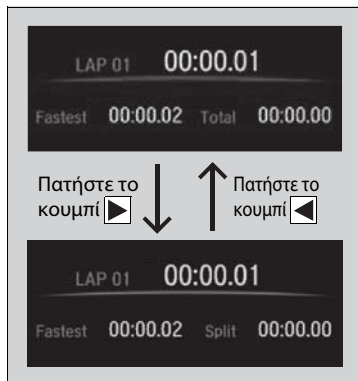 LAP 01 00:00.01
Fastest 00:00.02 Total 00:00.00
Πατήστε το
κουμπί ▶
Πατήστε το
κουμπί ◀
LAP 01 00:00.01
Fastest 00:00.02 Split 00:00.00